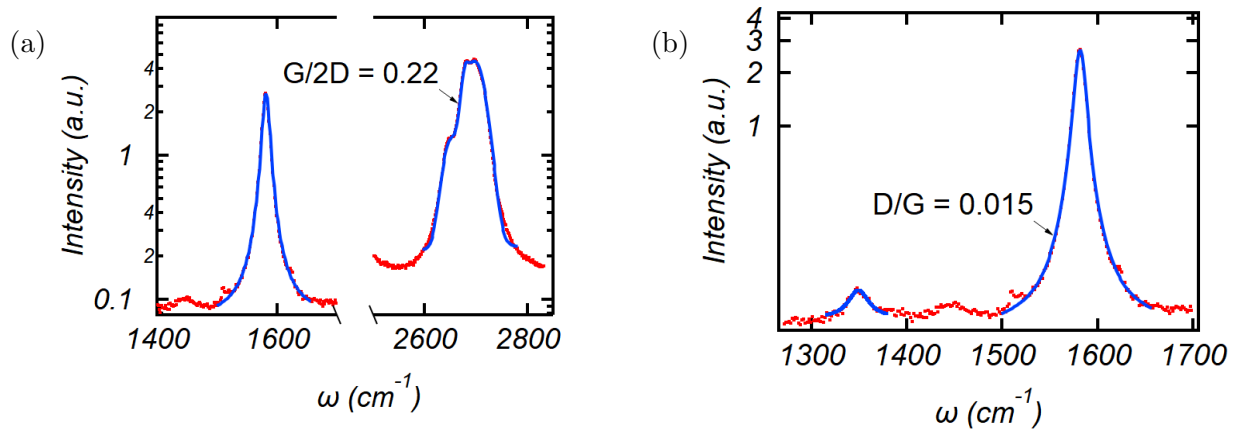 (a)
Intensity (a.u.)
4
2
1
4
2
0.1
G/2D = 0.22
1400 1600 2600 2800
ω (cm⁻¹)
(b)
Intensity (a.u.)
4
3
2
1
D/G = 0.015
1300 1400 1500 1600 1700
ω (cm⁻¹)